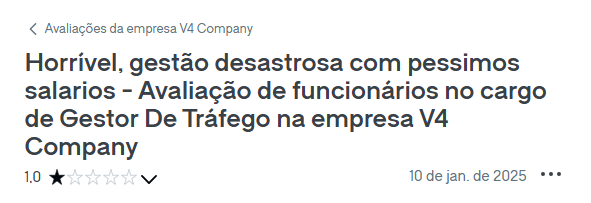 Avaliações da empresa V4 Company
Horrível, gestão desastrosa com pessimos
salarios - Avaliação de funcionários no cargo
de Gestor De Tráfego na empresa V4
Company
1,0
10 de jan. de 2025